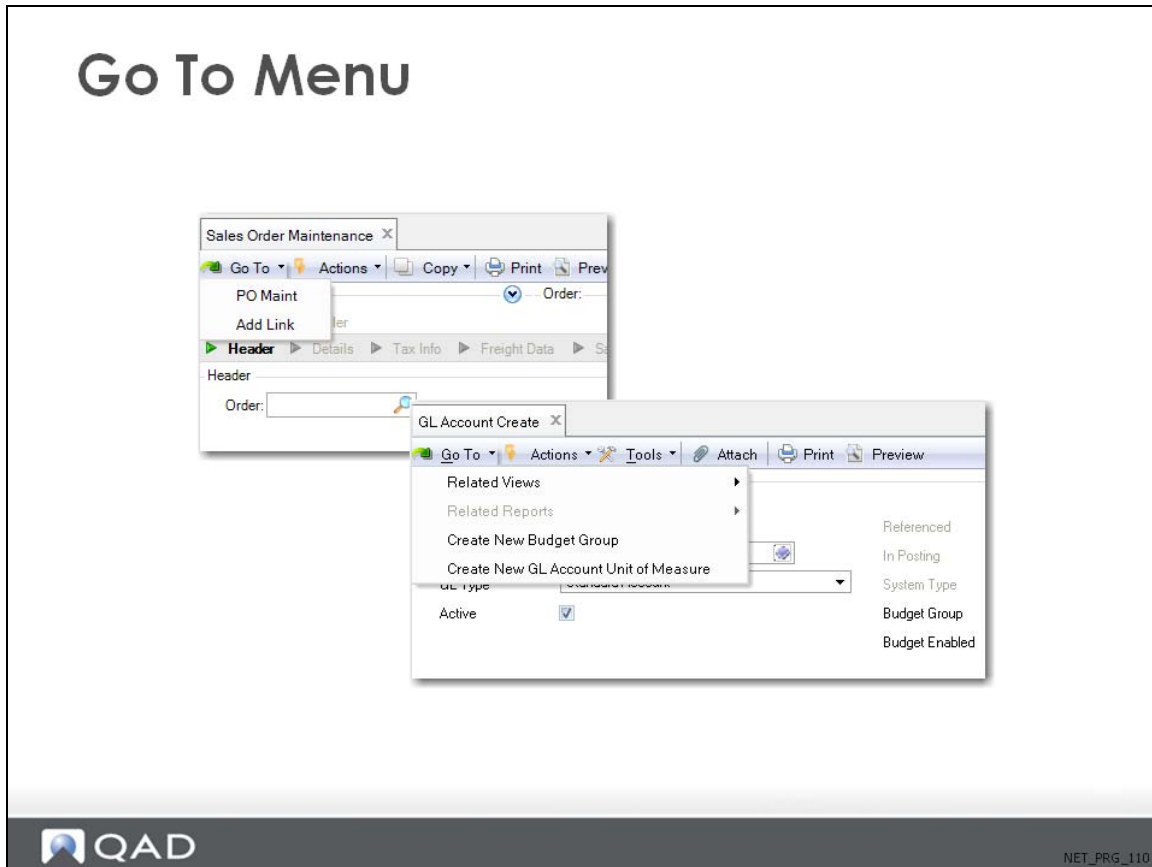 Go To Menu
Sales Order Maintenance
Go To Actions Copy Print Prev
PO Maint
Order:
Add Link
Header Details Tax Info Freight Data
Header
Order:
GL Account Create
Go To Actions Tools Attach Print Preview
Related Views
Related Reports
Referenced
Create New Budget Group
In Posting
Create New GL Account Unit of Measure
GL Type
System Type
Active
Budget Group
Budget Enabled
QAD
NET_PRG_110